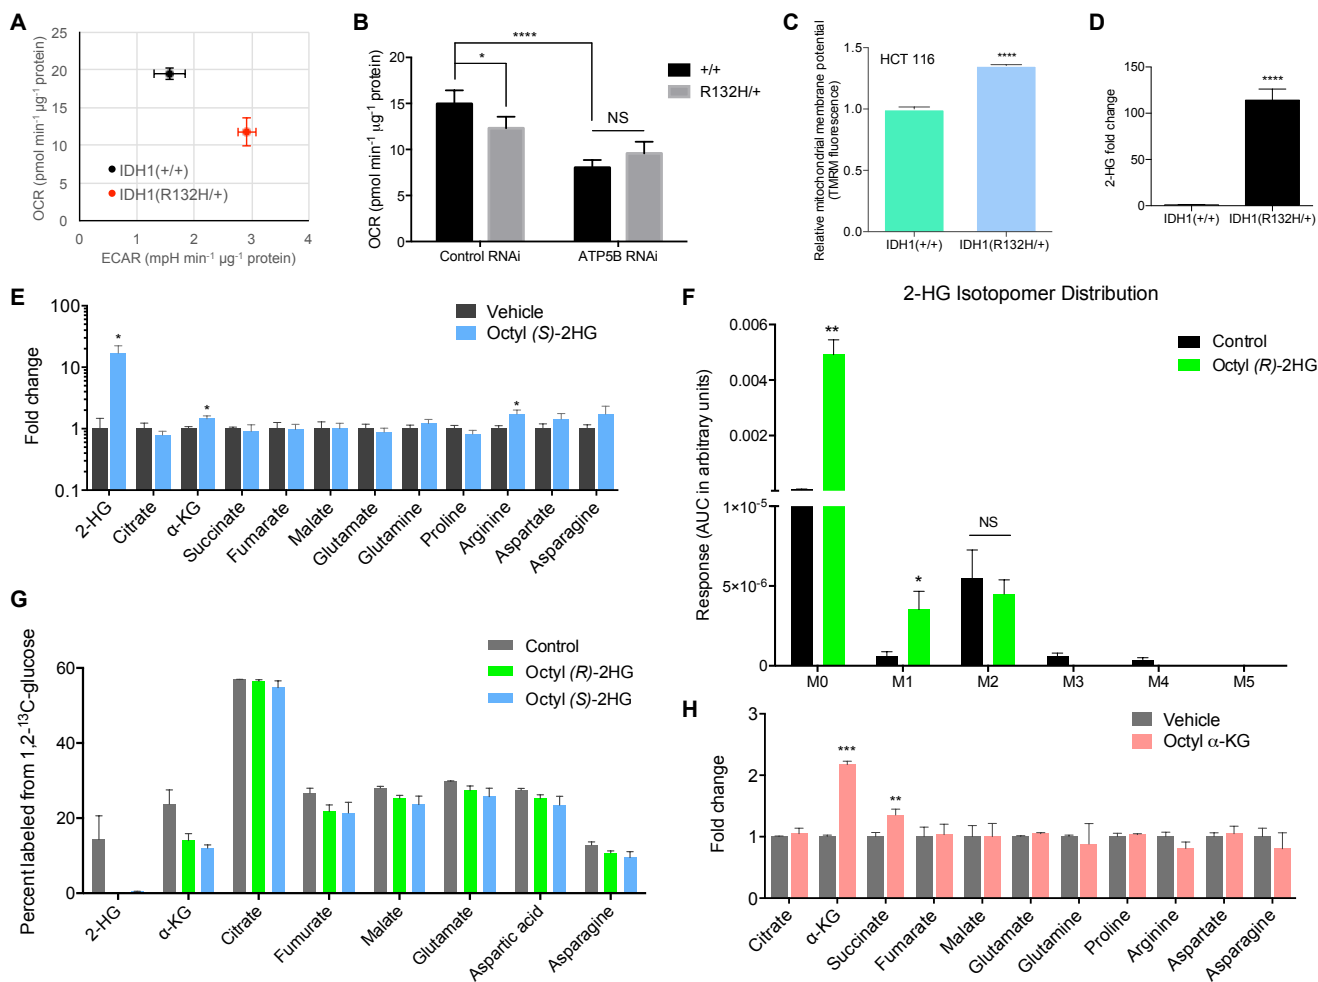 A
OCR (pmol min⁻¹ µg⁻¹ protein)
25
20
15
10
5
0
IDH1(+/+)
IDH1(R132H/+)
0 1 2 3 4
ECAR (mpH min⁻¹ µg⁻¹ protein)
B
OCR (pmol min⁻¹ µg⁻¹ protein)
20
15
10
5
0
****
*
NS
+/+
R132H/+
Control RNAi ATP5B RNAi
C
Relative mitochondrial membrane potential
(TMRM fluorescence)
1.5
1.0
0.5
0.0
HCT 116
****
IDH1(+/+) IDH1(R132H/+)
D
2-HG fold change
150
100
50
0
****
IDH1(+/+) IDH1(R132H/+)
E
Fold change
100
10
1
0.1
Vehicle
Octyl (S)-2HG
*
*
*
2-HG
Citrate
α-KG
Succinate
Fumarate
Malate
Glutamate
Glutamine
Proline
Arginine
Aspartate
Asparagine
F
2-HG Isotopomer Distribution
Response (AUC in arbitrary units)
0.006
0.004
0.002
1×10⁻⁵
5×10⁻⁶
0
Control
Octyl (R)-2HG
**
*
NS
M0 M1 M2 M3 M4 M5
G
Percent labeled from 1,2-¹³C-glucose
60
40
20
0
Control
Octyl (R)-2HG
Octyl (S)-2HG
2-HG
α-KG
Citrate
Fumurate
Malate
Glutamate
Aspartic acid
Asparagine
H
Fold change
3
2
1
0
Vehicle
Octyl α-KG
***
**
Citrate
α-KG
Succinate
Fumarate
Malate
Glutamate
Glutamine
Proline
Arginine
Aspartate
Asparagine